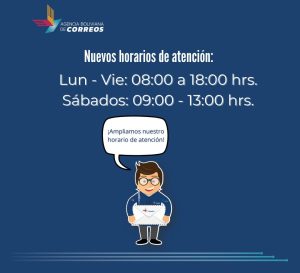 AGENCIA BOLIVIANA
DE CORREOS
Nuevos horarios de atención:
Lun - Vie: 08:00 a 18:00 hrs.
Sábados: 09:00 - 13:00 hrs.
¡Ampliamos nuestro
horario de atención!